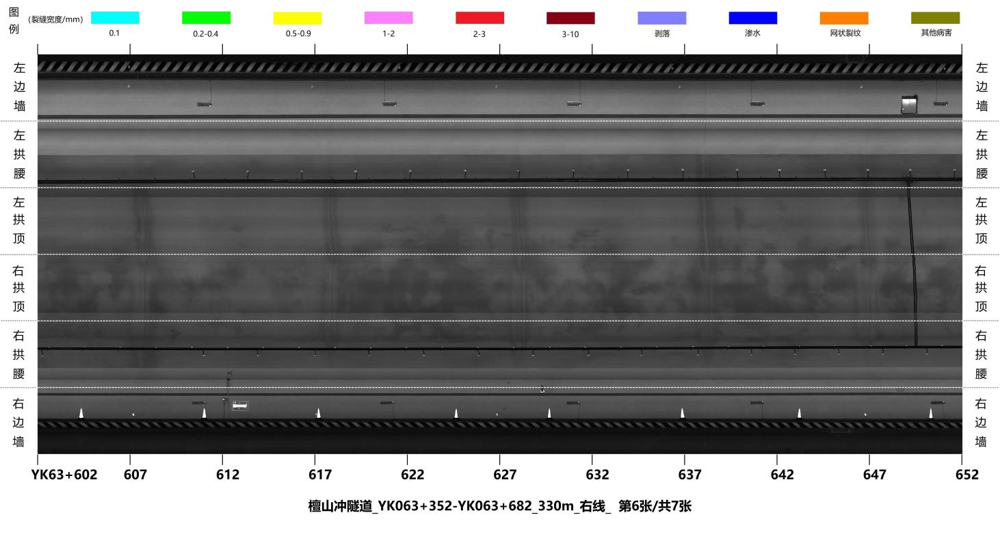 图例
(裂缝宽度/mm)
0.1
0.2-0.4
0.5-0.9
1-2
2-3
3-10
剥落
渗水
网状裂纹
其他病害
左边墙
左边墙
左拱腰
左拱腰
左拱顶
左拱顶
右拱顶
右拱顶
右拱腰
右拱腰
右边墙
右边墙
YK63+602 607 612 617 622 627 632 637 642 647 652
檀山冲隧道_YK063+352-YK063+682_330m_右线_ 第6张/共7张